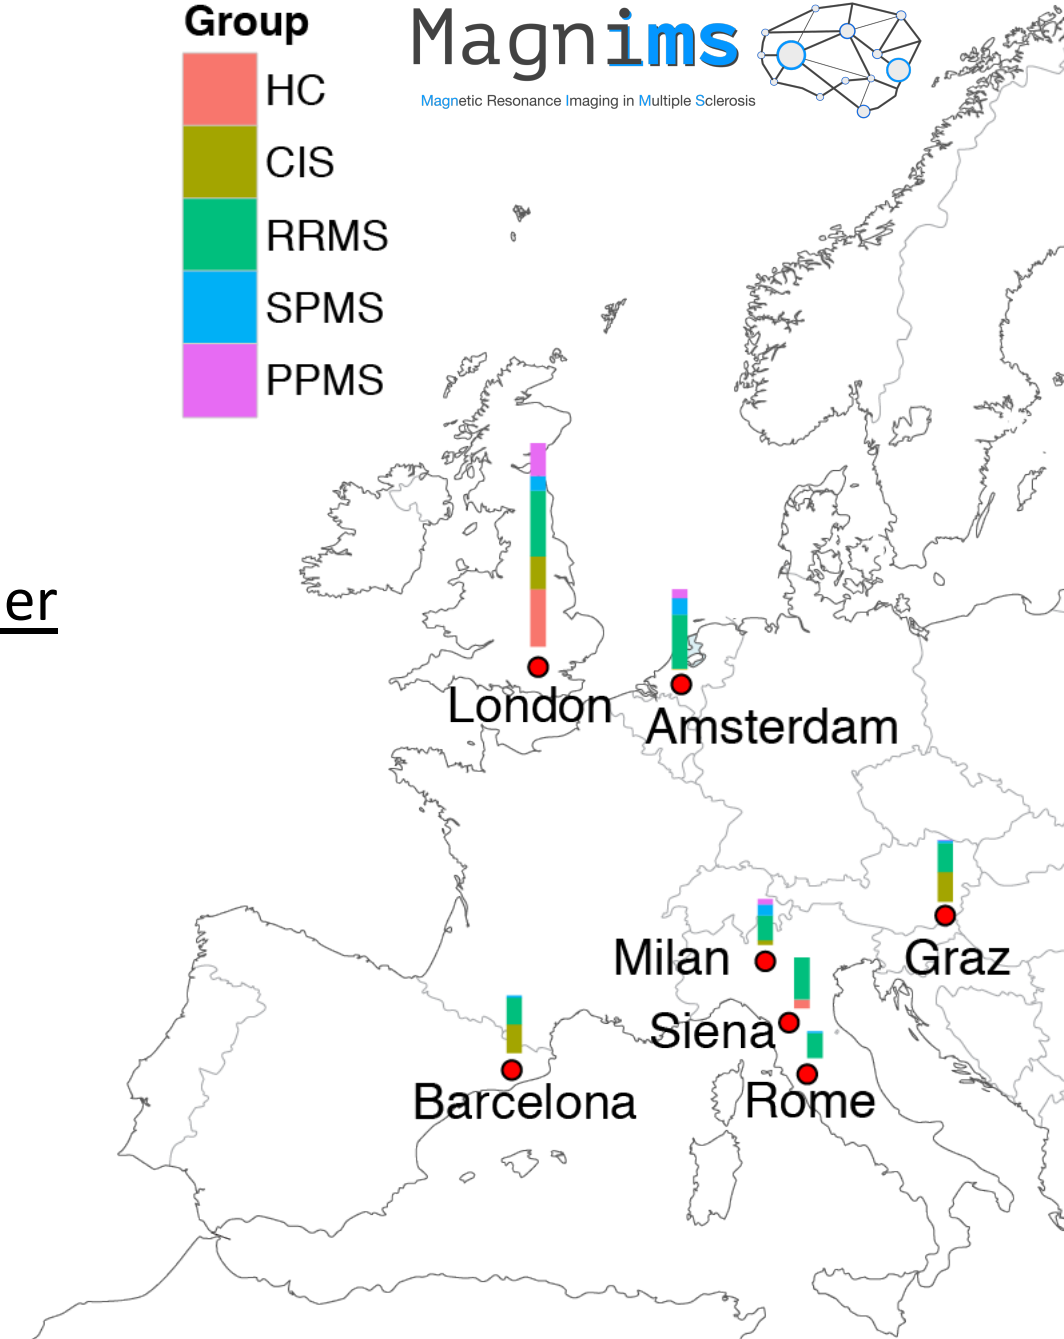 Group
HC
CIS
RRMS
SPMS
PPMS
Magnims
Magnetic Resonance Imaging in Multiple Sclerosis
er
London
Amsterdam
Milan
Graz
Siena
Barcelona
Rome